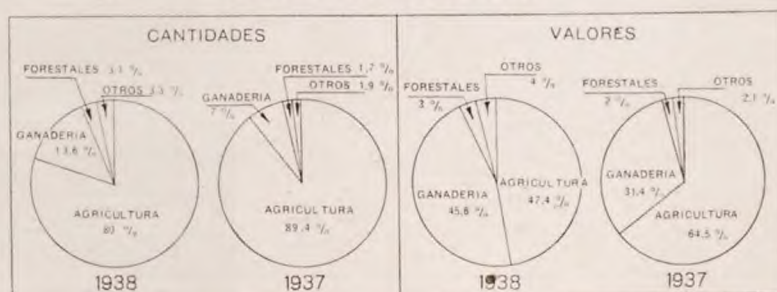 CANTIDADES
FORESTALES 3.1 %
OTROS 3.3 %
GANADERIA
13,6 %
AGRICULTURA
80 %
1938
FORESTALES 1,7 %
OTROS 1,9 %
GANADERIA
7 %
AGRICULTURA
89.4 %
1937
VALORES
FORESTALES
3 %
OTROS
4 %
GANADERIA
45,6 %
AGRICULTURA
47.4 %
1938
FORESTALES
2 %
OTROS
2,1 %
GANADERIA
31.4 %
AGRICULTURA
64,5 %
1937